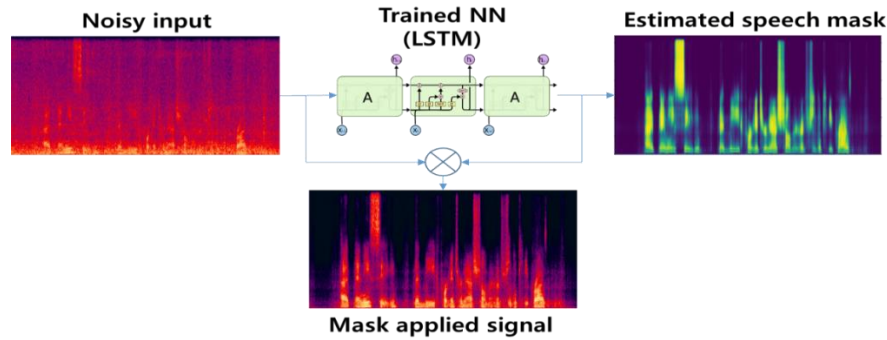 Noisy input
Trained NN
(LSTM)
Estimated speech mask
A
A
Mask applied signal